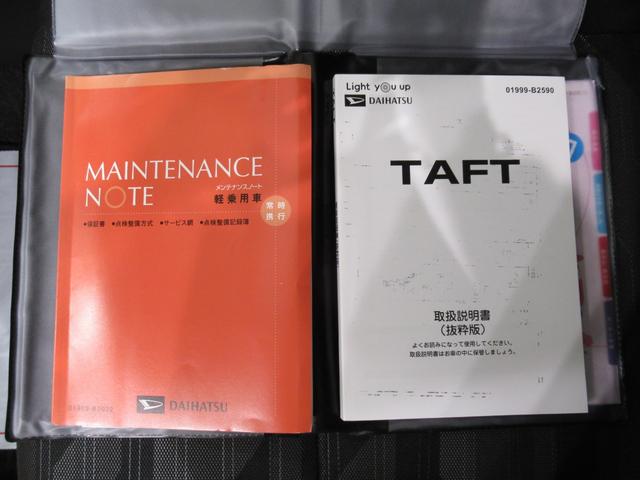 MAINTENANCE
NOTE
メンテナンスノート
軽乗用車
常時
携行
●保証書 ●点検整備方式 ●サービス網 ●点検整備記録簿
DAIHATSU
Light you up
DAIHATSU
01999-B2590
TAFT
取扱説明書
（抜粋版）
よくお読みになって使用してください。
取扱説明書はお車の中に保管しましょう。